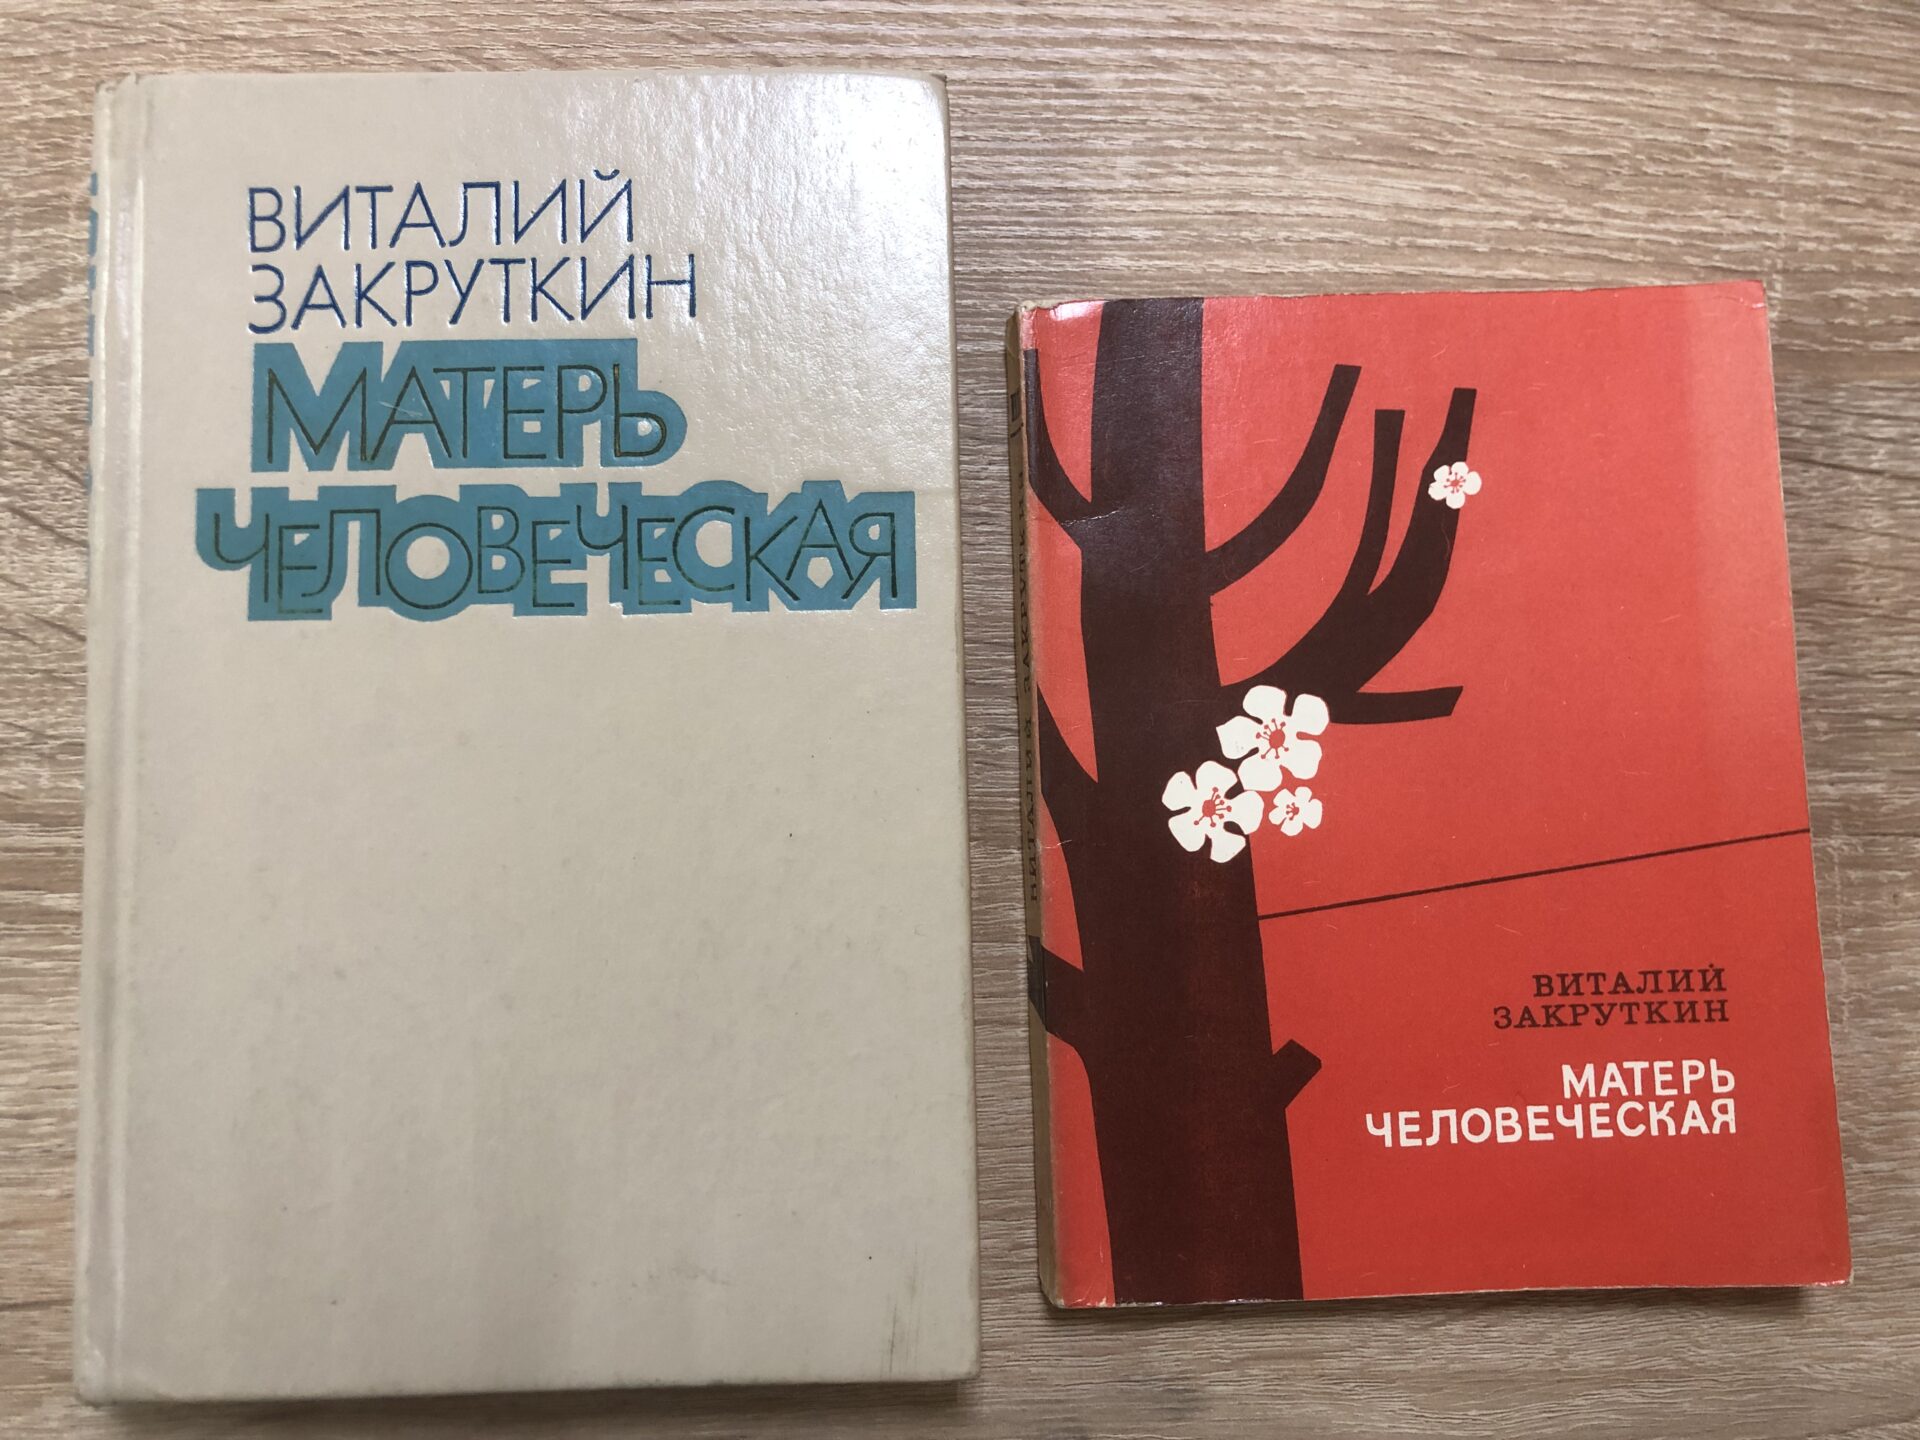 ВИТАЛИЙ
ЗАКРУТКИН
МАТЕРЬ
ЧЕЛОВЕЧЕСКАЯ
ВИТАЛИЙ
ЗАКРУТКИН
МАТЕРЬ
ЧЕЛОВЕЧЕСКАЯ